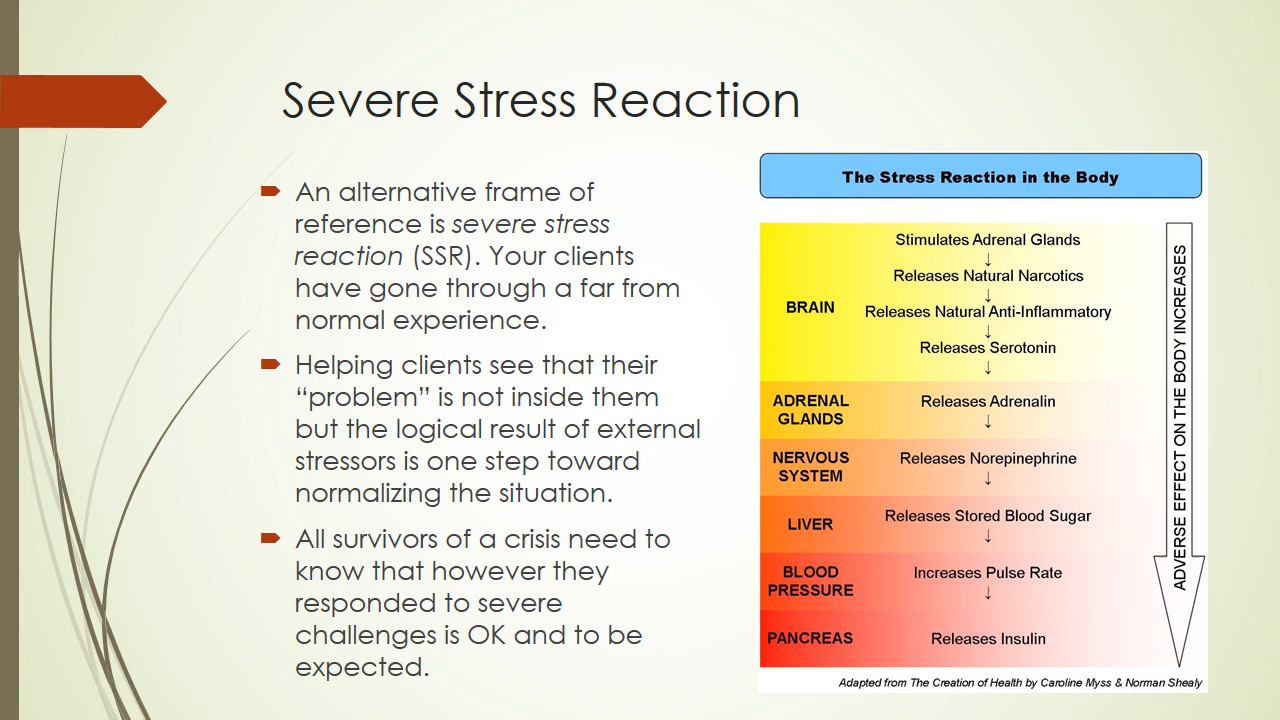 Severe Stress Reaction
An alternative frame of
reference is severe stress
reaction (SSR). Your clients
have gone through a far from
normal experience.
Helping clients see that their
“problem” is not inside them
but the logical result of external
stressors is one step toward
normalizing the situation.
All survivors of a crisis need to
know that however they
responded to severe
challenges is OK and to be
expected.
The Stress Reaction in the Body
BRAIN
Stimulates Adrenal Glands
↓
Releases Natural Narcotics
↓
Releases Natural Anti-Inflammatory
↓
Releases Serotonin
↓
ADRENAL
GLANDS
Releases Adrenalin
↓
NERVOUS
SYSTEM
Releases Norepinephrine
↓
LIVER
Releases Stored Blood Sugar
↓
BLOOD
PRESSURE
Increases Pulse Rate
↓
PANCREAS
Releases Insulin
ADVERSE EFFECT ON THE BODY INCREASES
Adapted from The Creation of Health by Caroline Myss & Norman Shealy